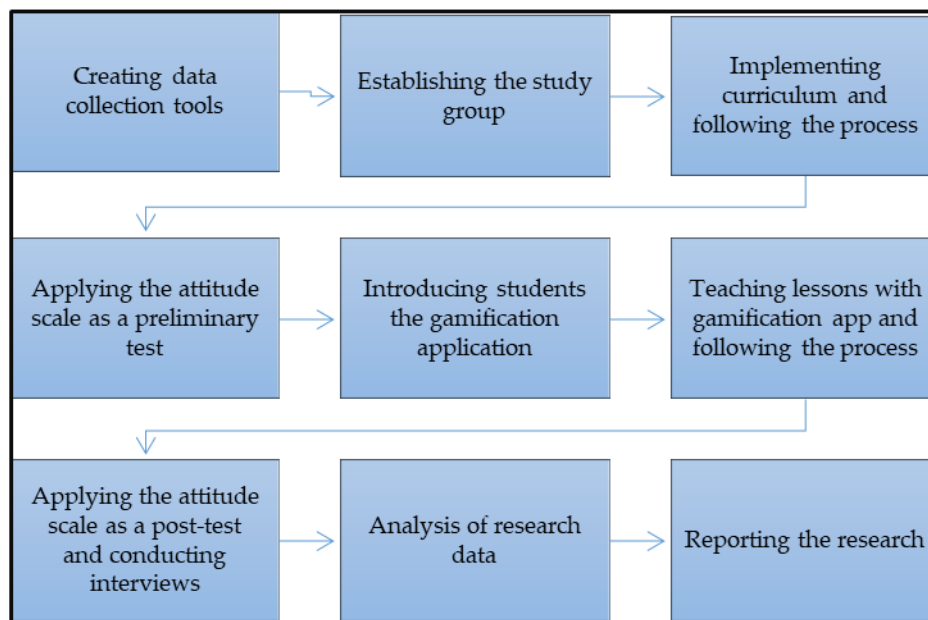 Creating data
collection tools
Establishing the study
group
Implementing
curriculum and
following the process
Applying the attitude
scale as a preliminary
test
Introducing students
the gamification
application
Teaching lessons with
gamification app and
following the process
Applying the attitude
scale as a post-test
and conducting
interviews
Analysis of research
data
Reporting the research